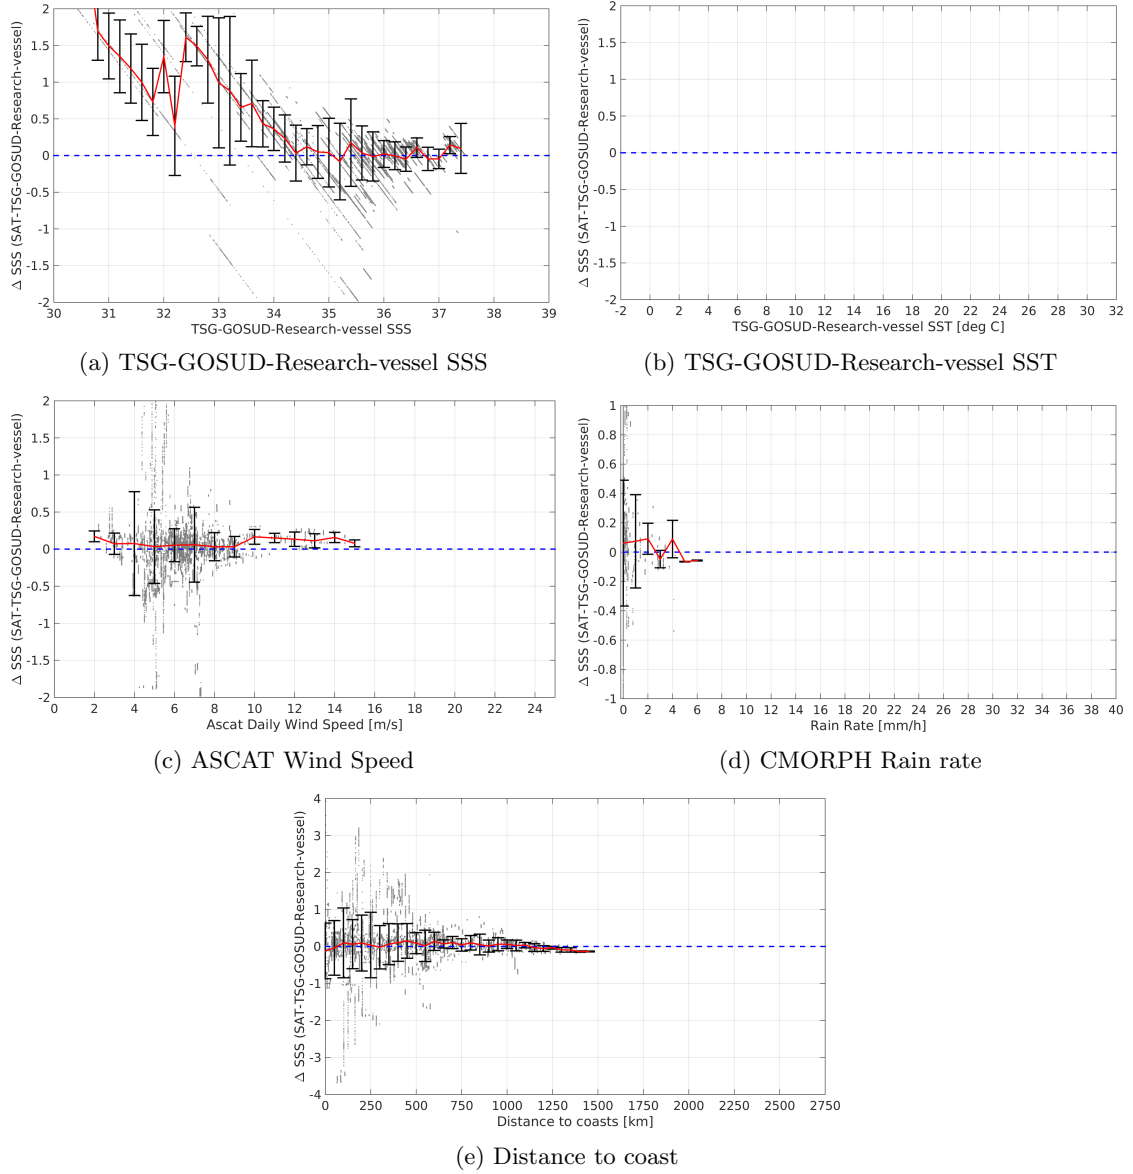 Δ SSS (SAT-TSG-GOSUD-Research-vessel)
2
1.5
1
0.5
0
-0.5
-1
-1.5
-2
30 31 32 33 34 35 36 37 38 39
TSG-GOSUD-Research-vessel SSS
(a) TSG-GOSUD-Research-vessel SSS
Δ SSS (SAT-TSG-GOSUD-Research-vessel)
2
1.5
1
0.5
0
-0.5
-1
-1.5
-2
-2 0 2 4 6 8 10 12 14 16 18 20 22 24 26 28 30 32
TSG-GOSUD-Research-vessel SST [deg C]
(b) TSG-GOSUD-Research-vessel SST
Δ SSS (SAT-TSG-GOSUD-Research-vessel)
2
1.5
1
0.5
0
-0.5
-1
-1.5
-2
0 2 4 6 8 10 12 14 16 18 20 22 24
Ascat Daily Wind Speed [m/s]
(c) ASCAT Wind Speed
Δ SSS (SAT-TSG-GOSUD-Research-vessel)
1
0.8
0.6
0.4
0.2
0
-0.2
-0.4
-0.6
-0.8
-1
0 2 4 6 8 10 12 14 16 18 20 22 24 26 28 30 32 34 36 38 40
Rain Rate [mm/h]
(d) CMORPH Rain rate
Δ SSS (SAT-TSG-GOSUD-Research-vessel)
4
3
2
1
0
-1
-2
-3
-4
0 250 500 750 1000 1250 1500 1750 2000 2250 2500 2750
Distance to coasts [km]
(e) Distance to coast